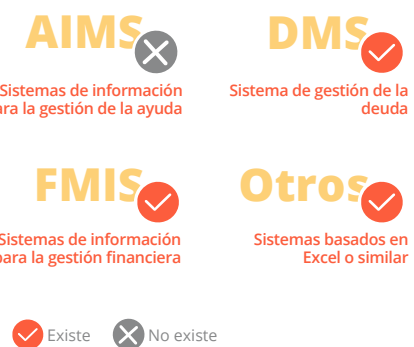 AIMS
DMS
Sistemas de información
para la gestión de la ayuda
Sistema de gestión de la
deuda
FMIS
Otros
Sistemas de información
para la gestión financiera
Sistemas basados en
Excel o similar
Existe
No existe